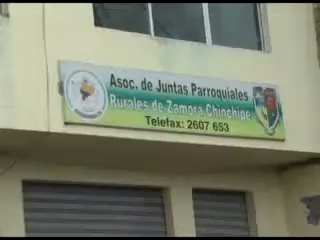 Asoc. de Juntas Parroquiales
Rurales de Zamora Chinchipe
Telefax: 2607 653